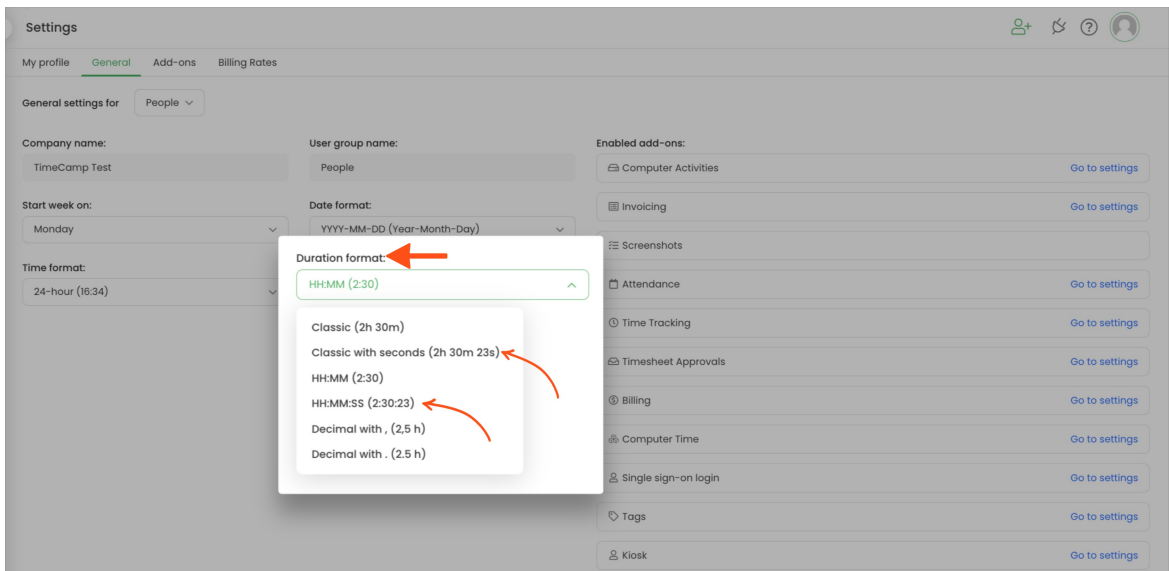 Settings
My profile General Add-ons Billing Rates
General settings for People
Company name:
TimeCamp Test
User group name:
People
Start week on:
Monday
Date format:
YYYY-MM-DD (Year-Month-Day)
Time format:
24-hour (16:34)
Duration format:
HH:MM (2:30)
Classic (2h 30m)
Classic with seconds (2h 30m 23s)
HH:MM (2:30)
HH:MM:SS (2:30:23)
Decimal with , (2,5 h)
Decimal with . (2.5 h)
Enabled add-ons:
Computer Activities Go to settings
Invoicing Go to settings
Screenshots
Attendance Go to settings
Time Tracking Go to settings
Timesheet Approvals Go to settings
Billing Go to settings
Computer Time Go to settings
Single sign-on login Go to settings
Tags Go to settings
Kiosk Go to settings